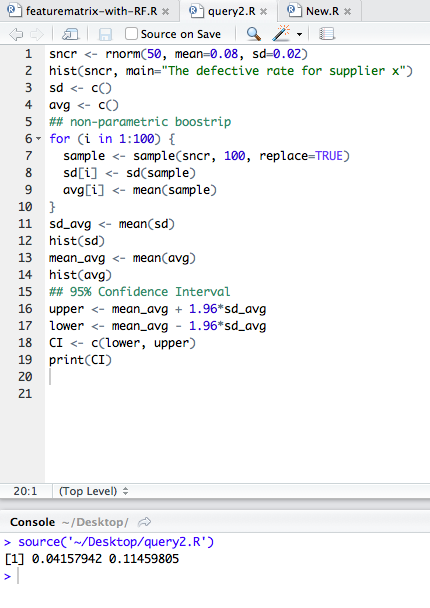 featurematrix-with-RF.R × query2.R × New.R ×
Source on Save
1 sncr <- rnorm(50, mean=0.08, sd=0.02)
2 hist(sncr, main="The defective rate for supplier x")
3 sd <- c()
4 avg <- c()
5 ## non-parametric boostrip
6 for (i in 1:100) {
7 sample <- sample(sncr, 100, replace=TRUE)
8 sd[i] <- sd(sample)
9 avg[i] <- mean(sample)
10 }
11 sd_avg <- mean(sd)
12 hist(sd)
13 mean_avg <- mean(avg)
14 hist(avg)
15 ## 95% Confidence Interval
16 upper <- mean_avg + 1.96*sd_avg
17 lower <- mean_avg - 1.96*sd_avg
18 CI <- c(lower, upper)
19 print(CI)
20
21
20:1 (Top Level)
Console ~/Desktop/
> source('~/Desktop/query2.R')
[1] 0.04157942 0.11459805
>